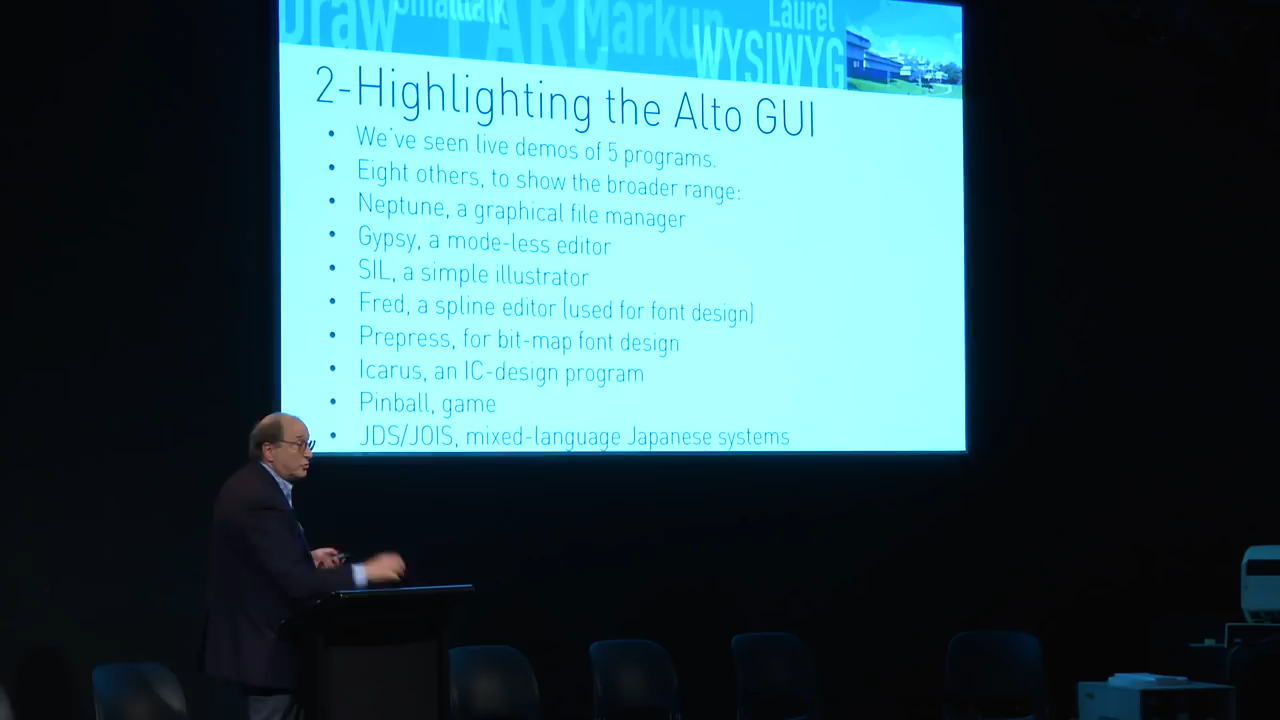 Draw Smalltalk PARC Markup Laurel
WYSIWYG
2-Highlighting the Alto GUI
• We've seen live demos of 5 programs.
• Eight others, to show the broader range:
• Neptune, a graphical file manager
• Gypsy, a mode-less editor
• SIL, a simple illustrator
• Fred, a spline editor (used for font design)
• Prepress, for bit-map font design
• Icarus, an IC-design program
• Pinball, game
• JDS/JOIS, mixed-language Japanese systems